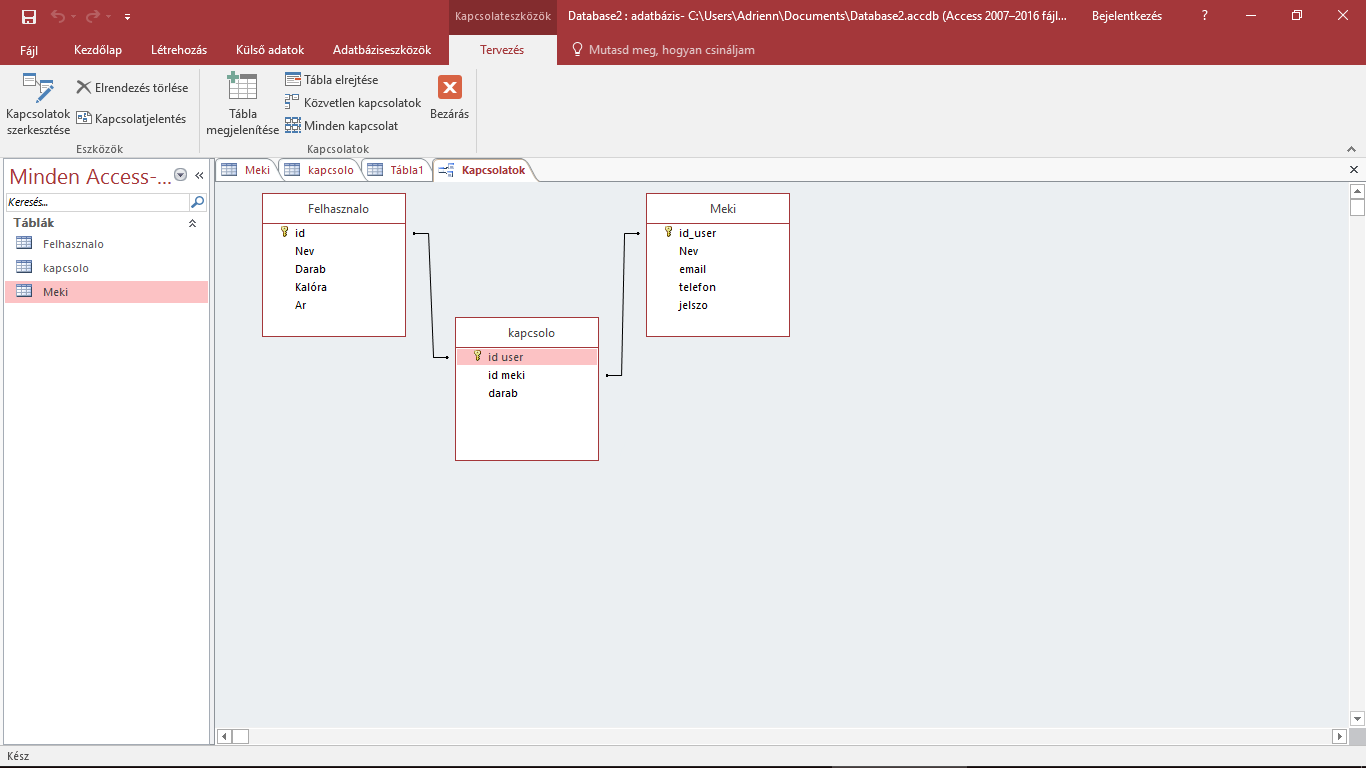 Kapcsolateszközök
Database2 : adatbázis- C:\Users\Adrienn\Documents\Database2.accdb (Access 2007–2016 fájl...
Bejelentkezés
?
Fájl
Kezdőlap
Létrehozás
Külső adatok
Adatbáziseszközök
Tervezés
Mutasd meg, hogyan csináljam
Kapcsolatok
szerkesztése
Elrendezés törlése
Kapcsolatjelentés
Eszközök
Tábla
megjelenítése
Tábla elrejtése
Közvetlen kapcsolatok
Minden kapcsolat
Bezárás
Kapcsolatok
Minden Access-...
Keresés...
Táblák
Felhasznalo
kapcsolo
Meki
Meki
kapcsolo
Tábla1
Kapcsolatok
Felhasznalo
id
Nev
Darab
Kalóra
Ar
kapcsolo
id user
id meki
darab
Meki
id_user
Nev
email
telefon
jelszo
Kész